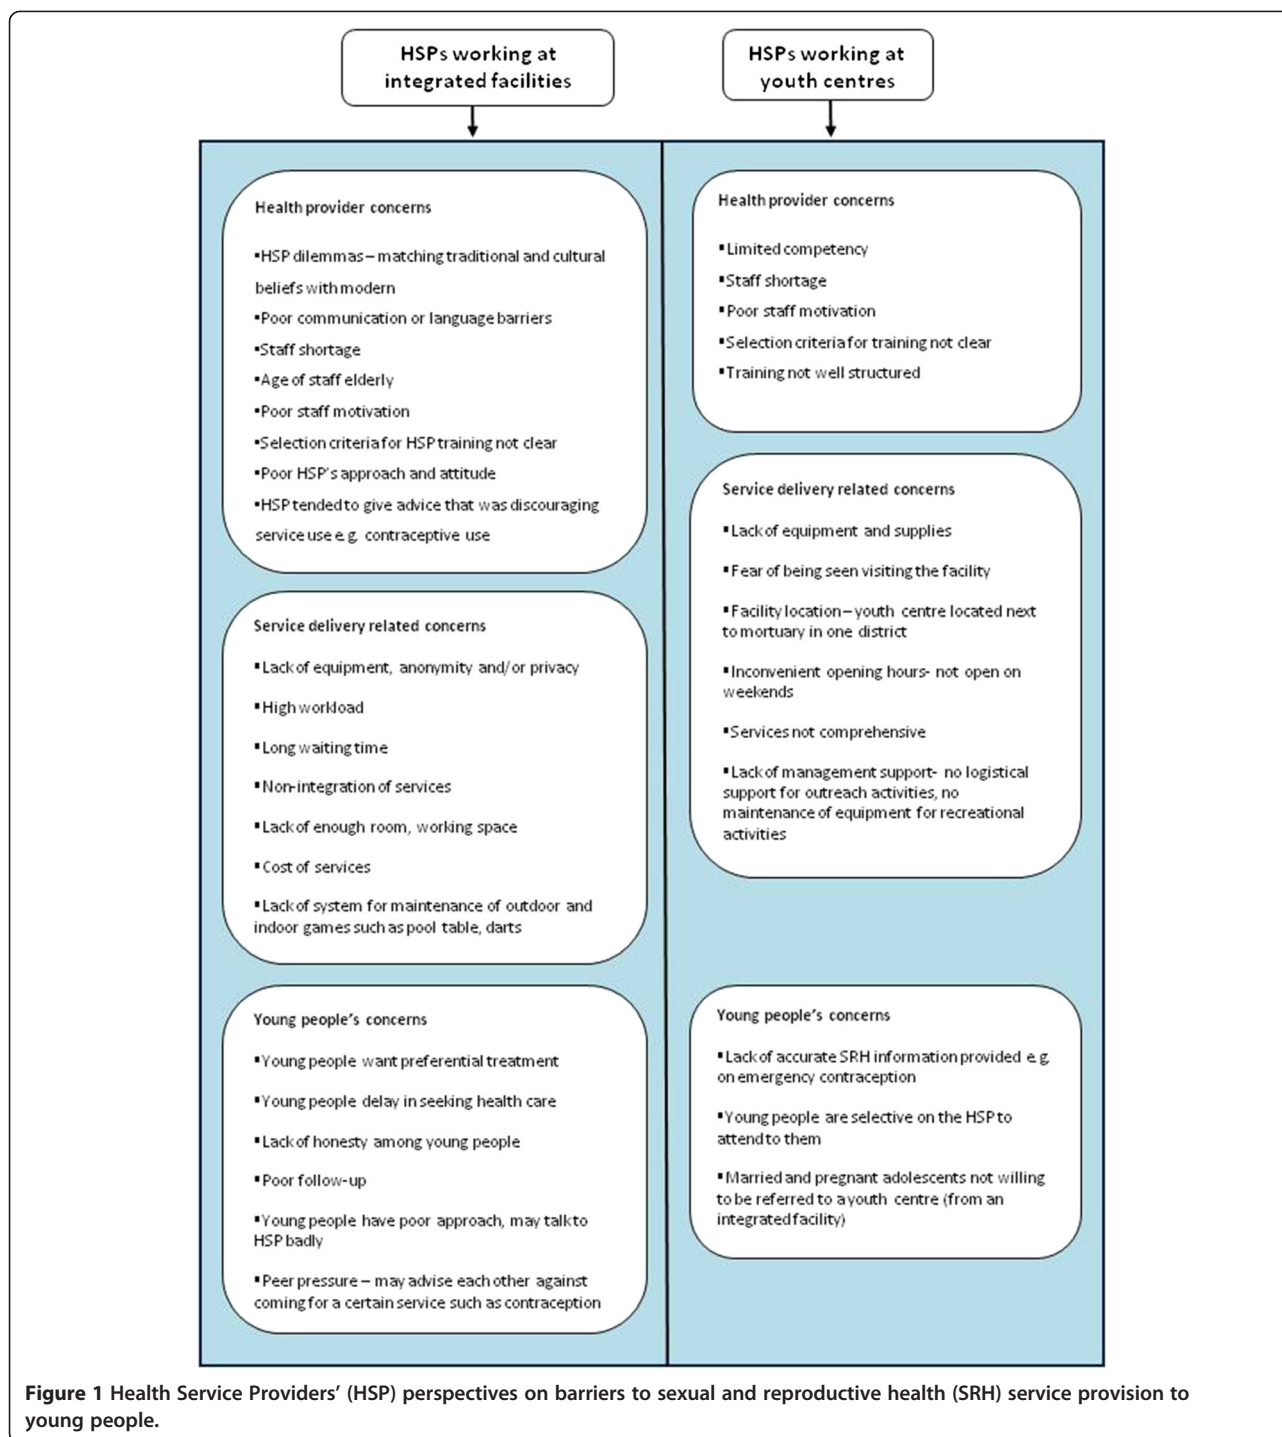 HSPs working at
integrated facilities
HSPs working at
youth centres
Health provider concerns
▪HSP dilemmas – matching traditional and cultural
beliefs with modern
▪Poor communication or language barriers
▪Staff shortage
▪Age of staff elderly
▪Poor staff motivation
▪Selection criteria for HSP training not clear
▪Poor HSP's approach and attitude
▪HSP tended to give advice that was discouraging
service use e.g. contraceptive use
Service delivery related concerns
▪Lack of equipment, anonymity and/or privacy
▪High workload
▪Long waiting time
▪Non-integration of services
▪Lack of enough room, working space
▪Cost of services
▪Lack of system for maintenance of outdoor and
indoor games such as pool table, darts
Young people's concerns
▪Young people want preferential treatment
▪Young people delay in seeking health care
▪Lack of honesty among young people
▪Poor follow-up
▪Young people have poor approach, may talk to
HSP badly
▪Peer pressure – may advise each other against
coming for a certain service such as contraception
Health provider concerns
▪Limited competency
▪Staff shortage
▪Poor staff motivation
▪Selection criteria for training not clear
▪Training not well structured
Service delivery related concerns
▪Lack of equipment and supplies
▪Fear of being seen visiting the facility
▪Facility location – youth centre located next
to mortuary in one district
▪Inconvenient opening hours- not open on
weekends
▪Services not comprehensive
▪Lack of management support- no logistical
support for outreach activities, no
maintenance of equipment for recreational
activities
Young people's concerns
▪Lack of accurate SRH information provided e.g.
on emergency contraception
▪Young people are selective on the HSP to
attend to them
▪Married and pregnant adolescents not willing
to be referred to a youth centre (from an
integrated facility)
Figure 1 Health Service Providers' (HSP) perspectives on barriers to sexual and reproductive health (SRH) service provision to
young people.